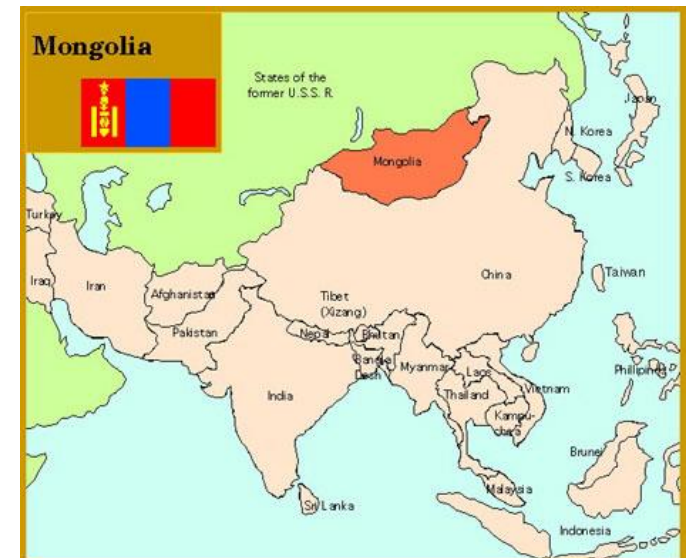 Mongolia
States of the
former U.S.S. R.
Japan
N. Korea
Mongolia
S. Korea
Turkey
Iraq
Iran
Afghanistan
China
Taiwan
Tibet
(Xizang)
Pakistan
Nepal
Bhutan
Bangla
Desh
Myanmar
Laos
Phillipines
India
Thailand
Vietnam
Kampu-
chea
Brunei
Malaysia
Sri Lanka
Indonesia